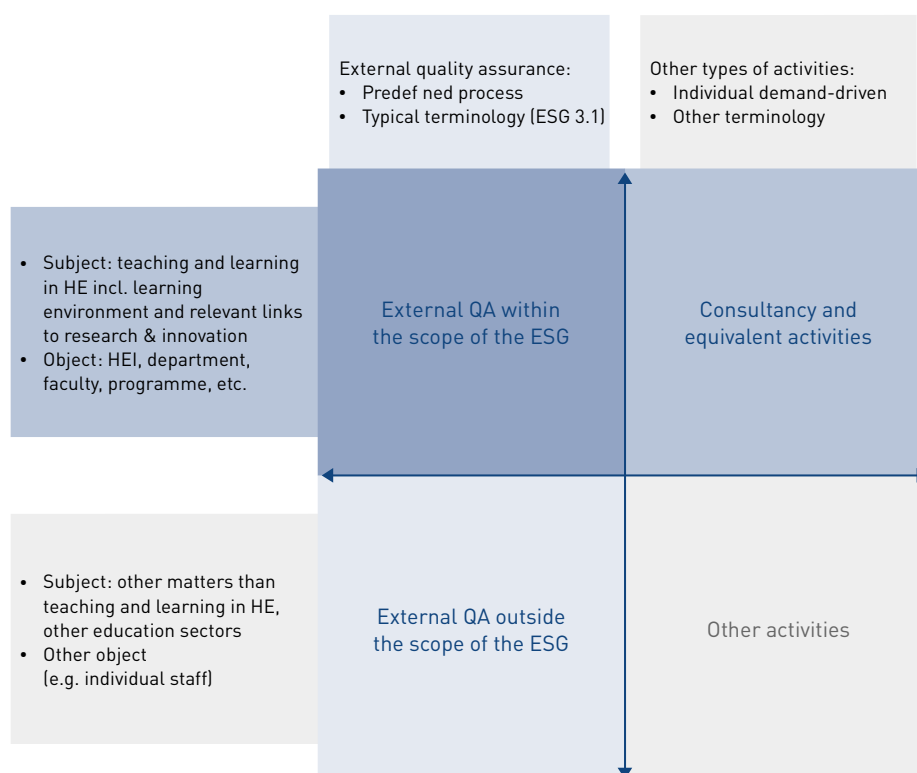 External quality assurance:
• Predef ned process
• Typical terminology (ESG 3.1)
Other types of activities:
• Individual demand-driven
• Other terminology
• Subject: teaching and learning
in HE incl. learning
environment and relevant links
to research & innovation
• Object: HEI, department,
faculty, programme, etc.
External QA within
the scope of the ESG
Consultancy and
equivalent activities
• Subject: other matters than
teaching and learning in HE,
other education sectors
• Other object
(e.g. individual staff)
External QA outside
the scope of the ESG
Other activities